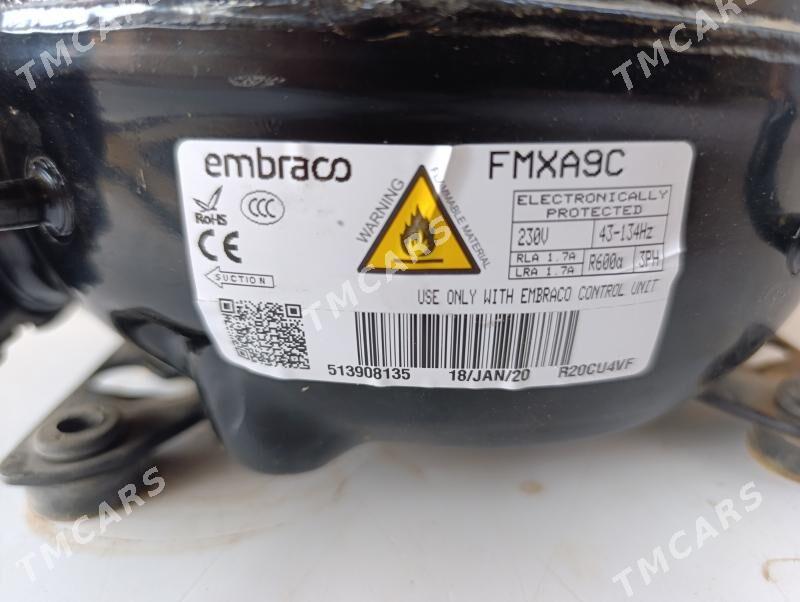 embraco
FMXA9C
RoHS
CCC
CE
SUCTION
WARNING
FLAMMABLE MATERIAL
ELECTRONICALLY
PROTECTED
230V 43-134Hz
RLA 1.7A
LRA 1.7A
R600a 3PH
USE ONLY WITH EMBRACO CONTROL UNIT
513908135 18/JAN/20 R20CU4VF
TMCARS
TMCARS
TMCARS
TMCARS
TMCARS
TMCARS
TMCARS